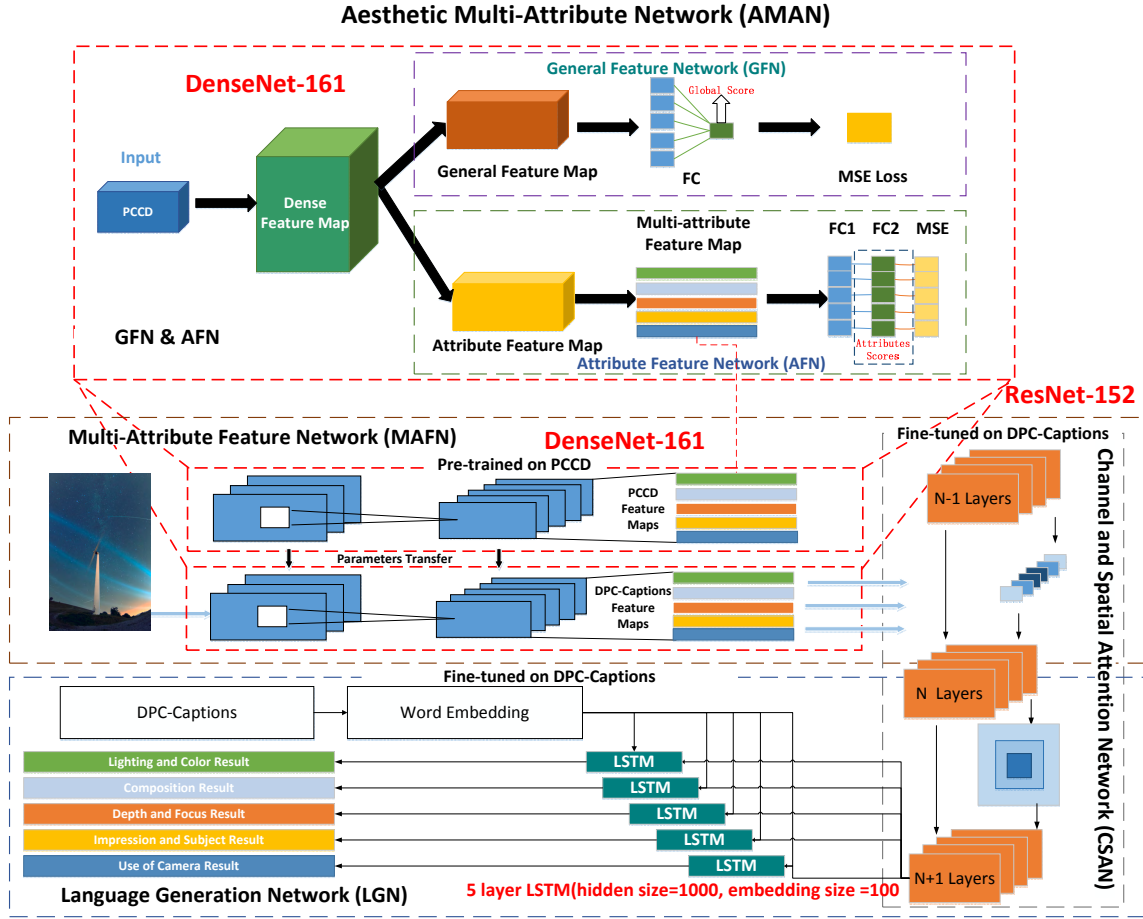 Aesthetic Multi-Attribute Network (AMAN)
DenseNet-161
General Feature Network (GFN)
Global Score
Input
PCCD
Dense
Feature Map
General Feature Map
FC
MSE Loss
Multi-attribute
Feature Map
FC1
FC2
MSE
GFN & AFN
Attribute Feature Map
Attributes
Scores
Attribute Feature Network (AFN)
ResNet-152
Multi-Attribute Feature Network (MAFN)
DenseNet-161
Fine-tuned on DPC-Captions
Pre-trained on PCCD
PCCD
Feature
Maps
N-1 Layers
Parameters Transfer
DPC-Captions
Feature
Maps
Channel and Spatial Attention Network (CSAN)
Fine-tuned on DPC-Captions
N Layers
DPC-Captions
Word Embedding
Lighting and Color Result
LSTM
Composition Result
LSTM
Depth and Focus Result
LSTM
Impression and Subject Result
LSTM
Use of Camera Result
LSTM
N+1 Layers
Language Generation Network (LGN)
5 layer LSTM(hidden size=1000, embedding size =100